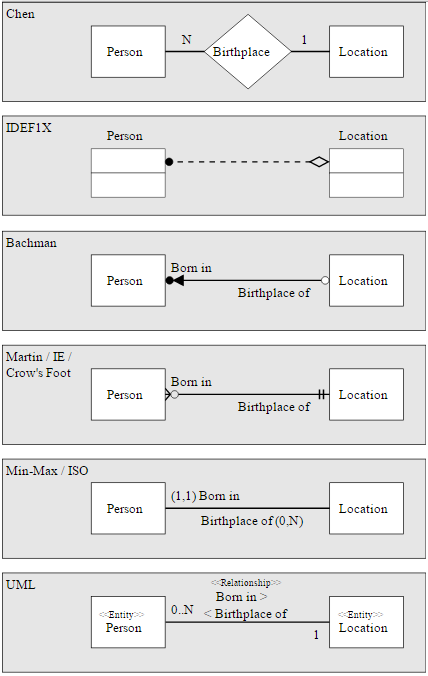 Chen
Person
N
Birthplace
1
Location
IDEF1X
Person
Location
Bachman
Person
Born in
Birthplace of
Location
Martin / IE /
Crow's Foot
Person
Born in
Birthplace of
Location
Min-Max / ISO
Person
(1,1) Born in
Birthplace of (0,N)
Location
UML
<<Entity>>
Person
0..N
<<Relationship>>
Born in >
< Birthplace of
1
<<Entity>>
Location